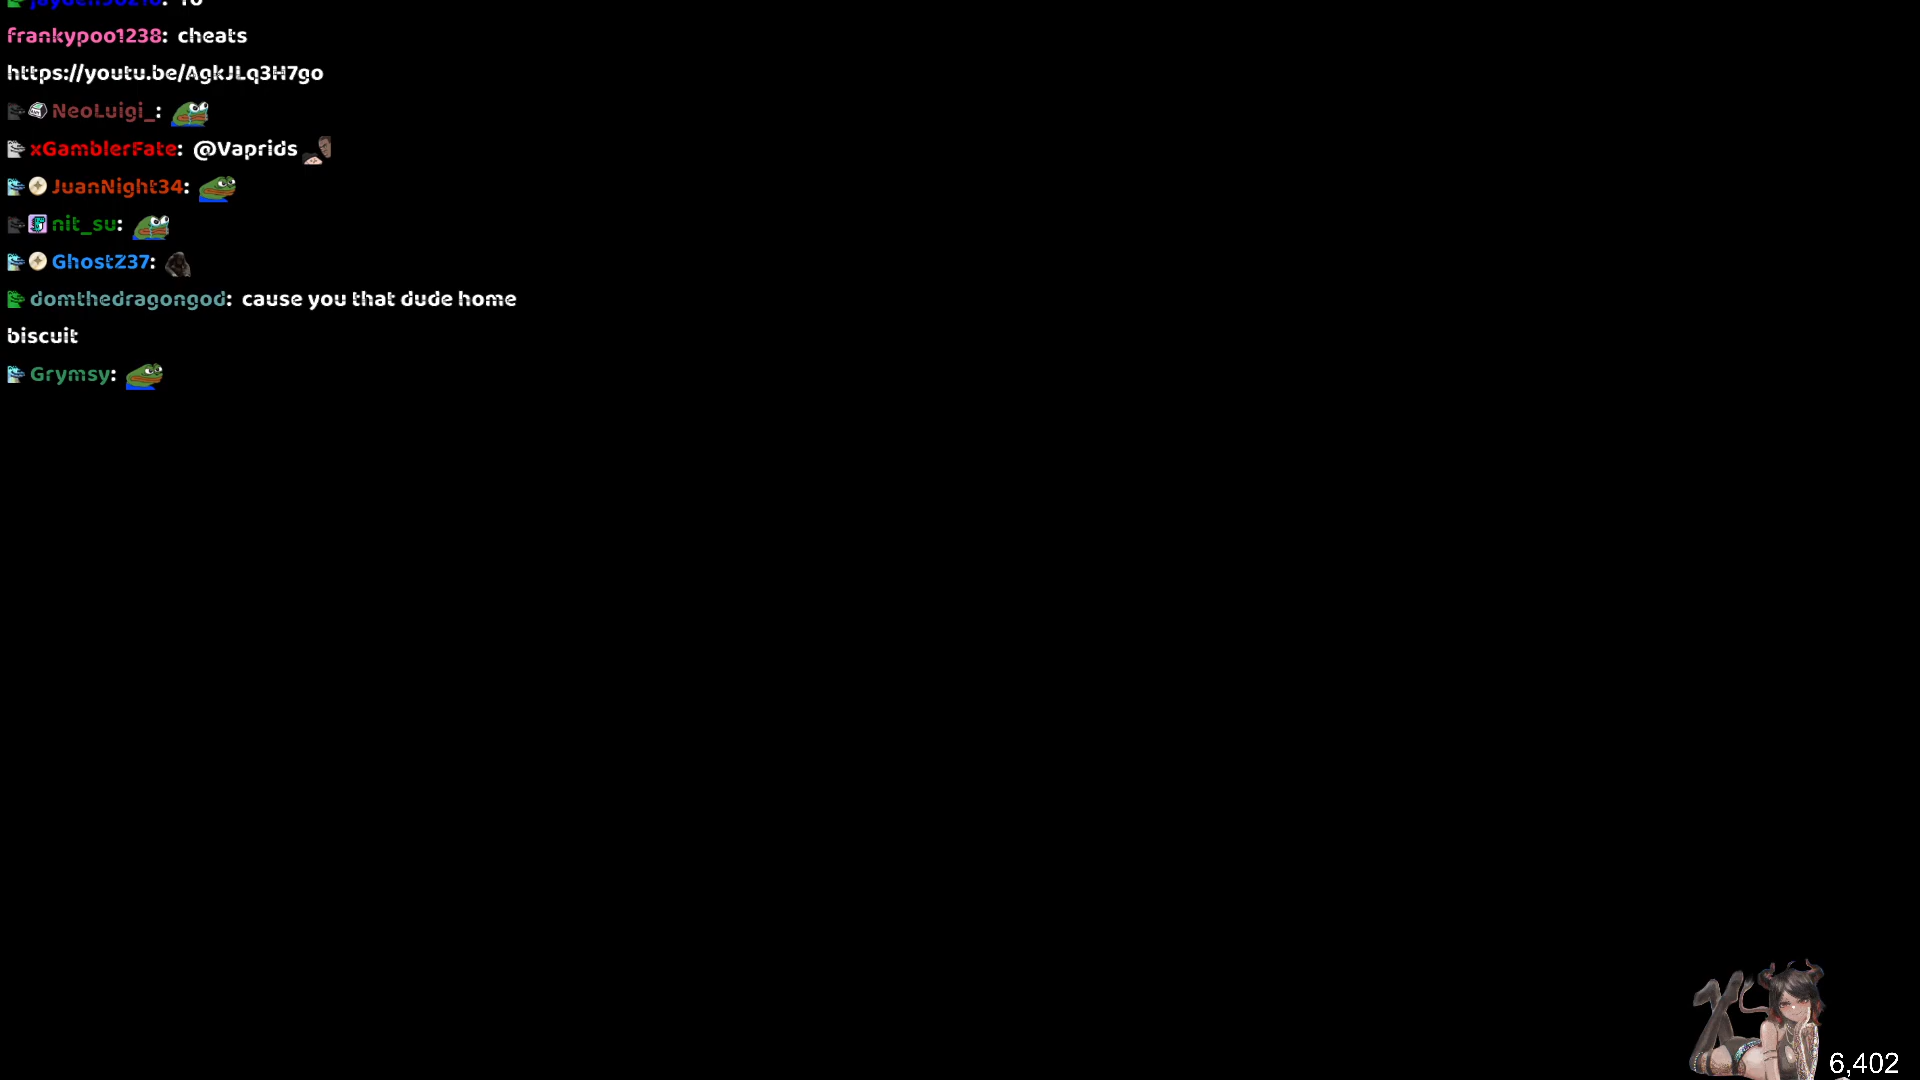 frankypoo1238: cheats
https://youtu.be/AgkJLq3H7go
NeoLuigi_:
xGamblerFate: @Vaprids
JuanNight34:
nit_su:
GhostZ37:
domthedragongod: cause you that dude home
biscuit
Grymsy:
6,402